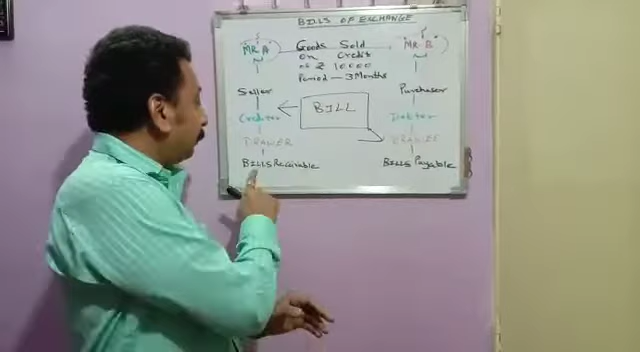 BILLS OF EXCHANGE
MR. A Goods Sold MR. B
on Credit
of ₹ 10000
Period - 3 Months
Seller Purchaser
BILL
Creditor Debtor
DRAWER DRAWEE
BILLS Receivable BILLS Payable